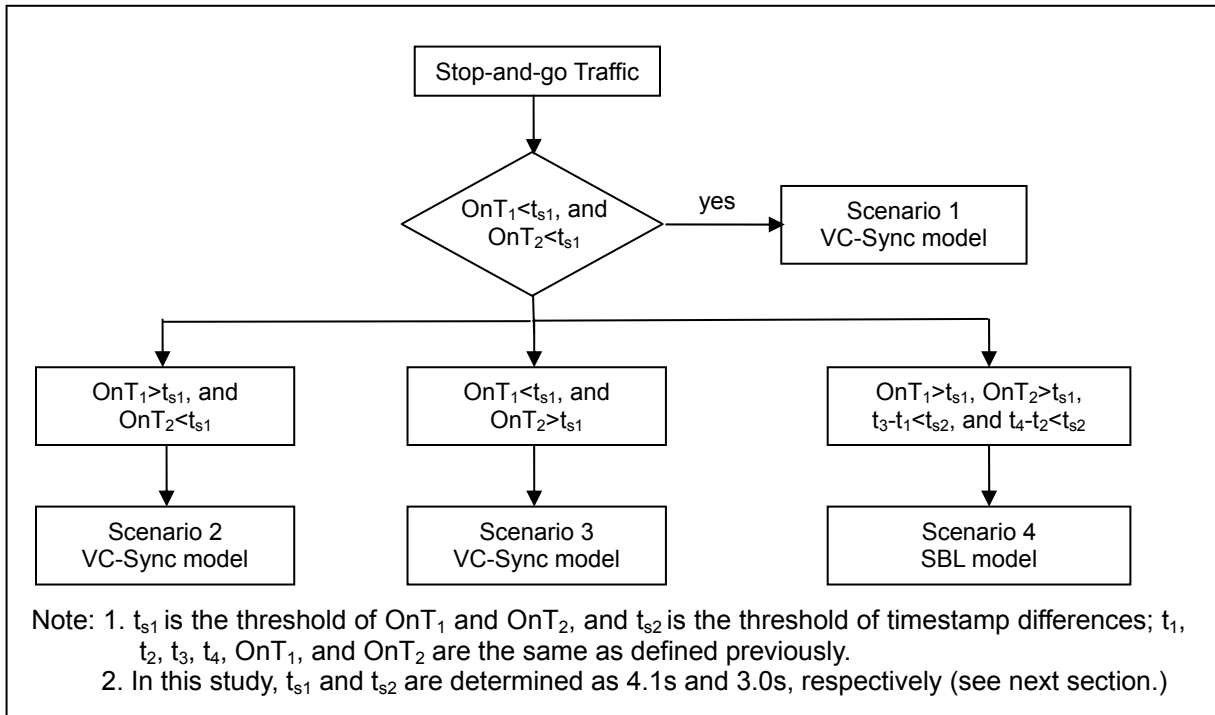 Stop-and-go Traffic
OnT₁<tₛ₁, and
OnT₂<tₛ₁
yes
Scenario 1
VC-Sync model
OnT₁>tₛ₁, and
OnT₂<tₛ₁
OnT₁<tₛ₁, and
OnT₂>tₛ₁
OnT₁>tₛ₁, OnT₂>tₛ₁,
t₃-t₁<tₛ₂, and t₄-t₂<tₛ₂
Scenario 2
VC-Sync model
Scenario 3
VC-Sync model
Scenario 4
SBL model
Note: 1. tₛ₁ is the threshold of OnT₁ and OnT₂, and tₛ₂ is the threshold of timestamp differences; t₁,
t₂, t₃, t₄, OnT₁, and OnT₂ are the same as defined previously.
2. In this study, tₛ₁ and tₛ₂ are determined as 4.1s and 3.0s, respectively (see next section.)